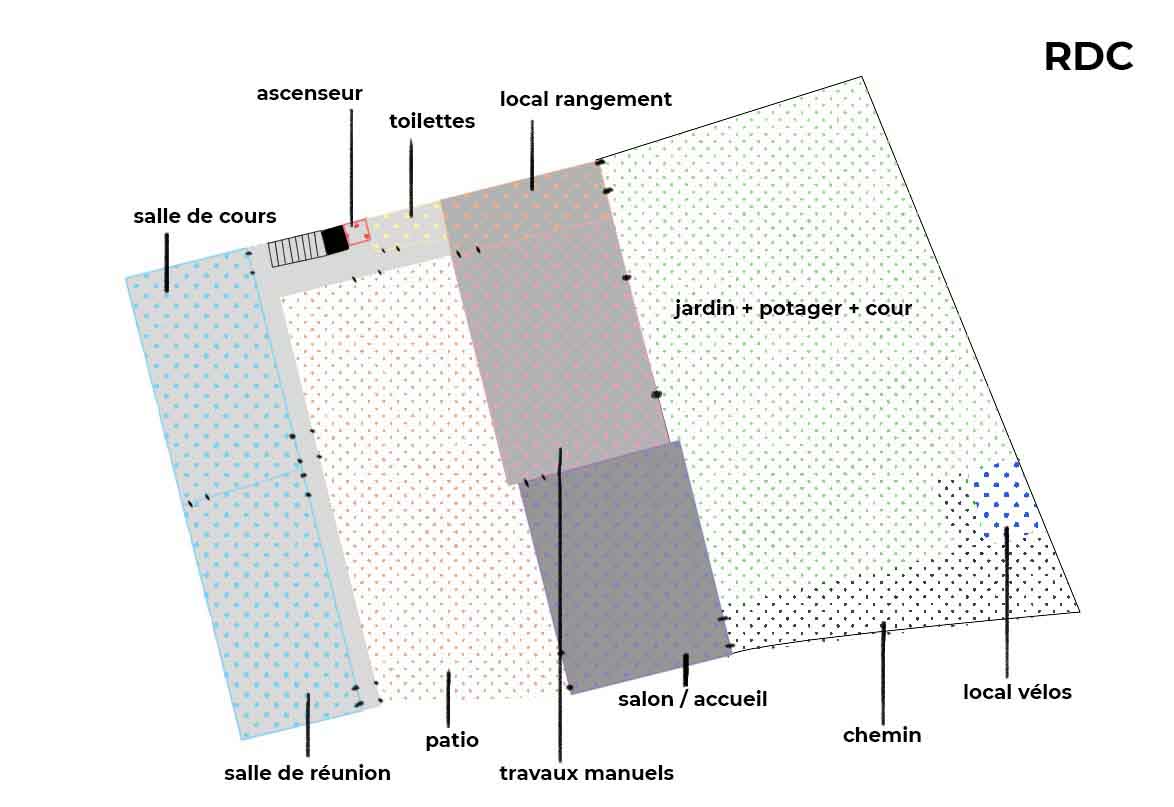 RDC
ascenseur
local rangement
toilettes
salle de cours
jardin + potager + cour
local vélos
salon / accueil
chemin
patio
salle de réunion
travaux manuels